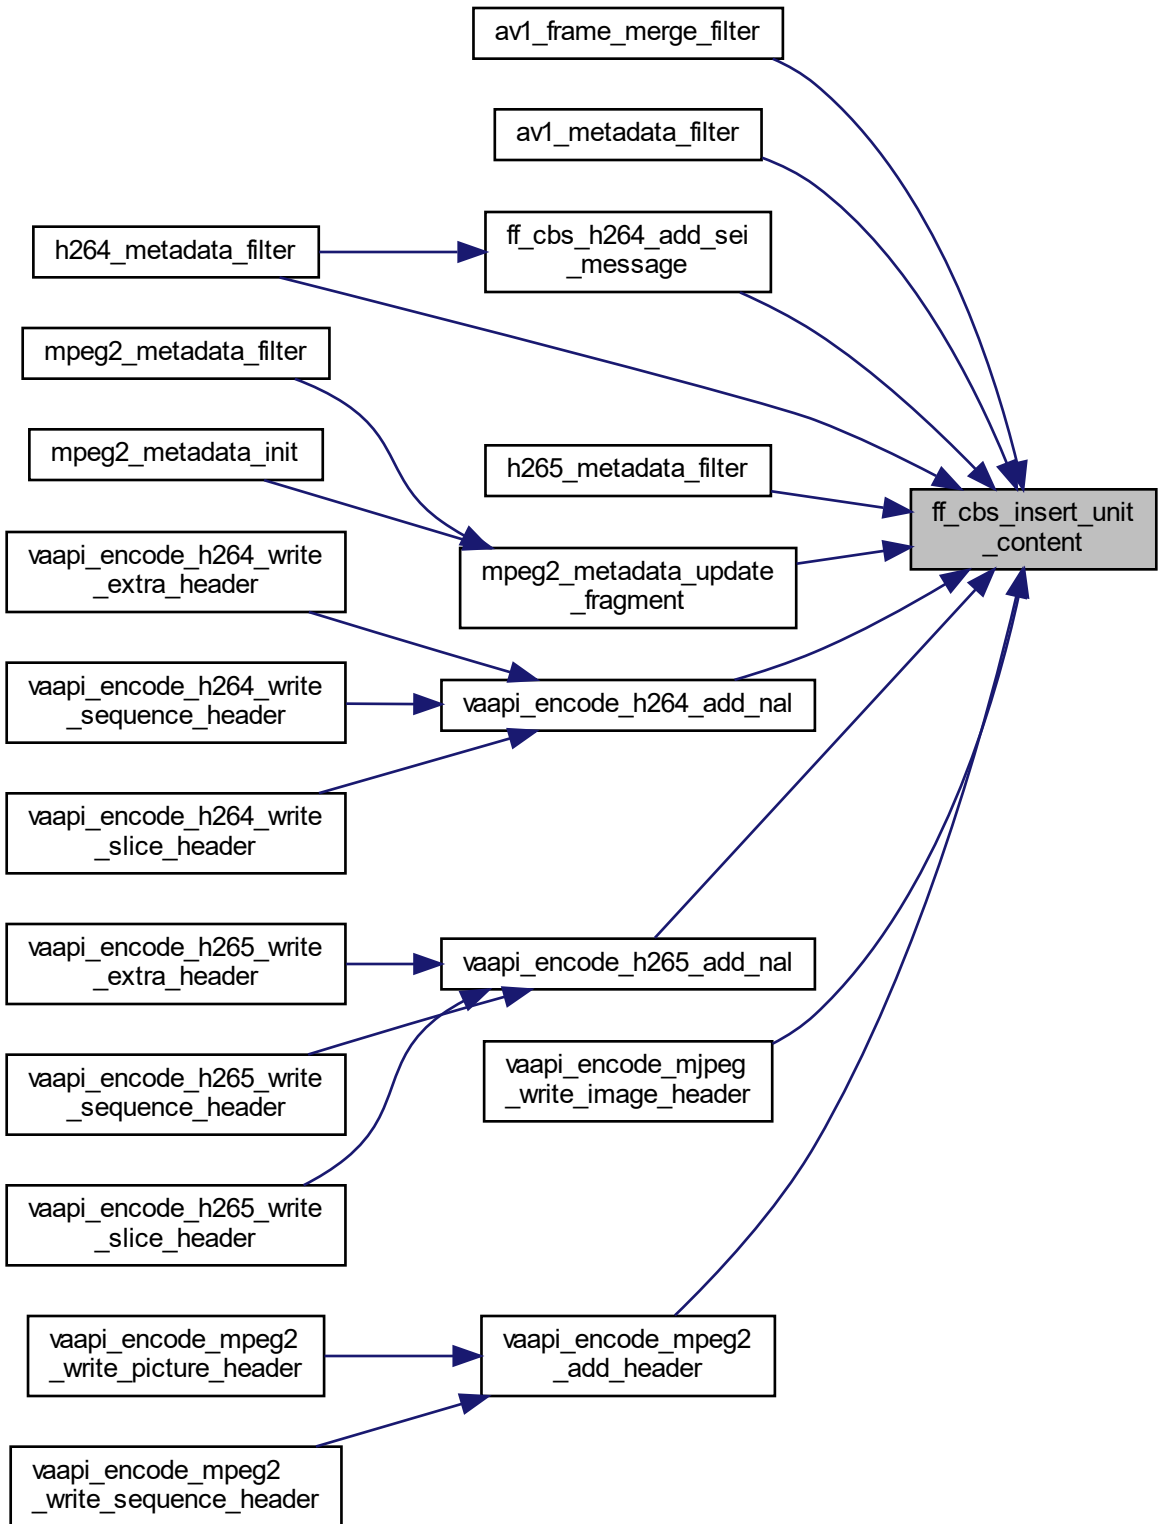 av1_frame_merge_filter
av1_metadata_filter
ff_cbs_h264_add_sei
_message
h264_metadata_filter
mpeg2_metadata_filter
mpeg2_metadata_init
h265_metadata_filter
ff_cbs_insert_unit
_content
mpeg2_metadata_update
_fragment
vaapi_encode_h264_write
_extra_header
vaapi_encode_h264_write
_sequence_header
vaapi_encode_h264_add_nal
vaapi_encode_h264_write
_slice_header
vaapi_encode_h265_write
_extra_header
vaapi_encode_h265_add_nal
vaapi_encode_h265_write
_sequence_header
vaapi_encode_mjpeg
_write_image_header
vaapi_encode_h265_write
_slice_header
vaapi_encode_mpeg2
_write_picture_header
vaapi_encode_mpeg2
_add_header
vaapi_encode_mpeg2
_write_sequence_header